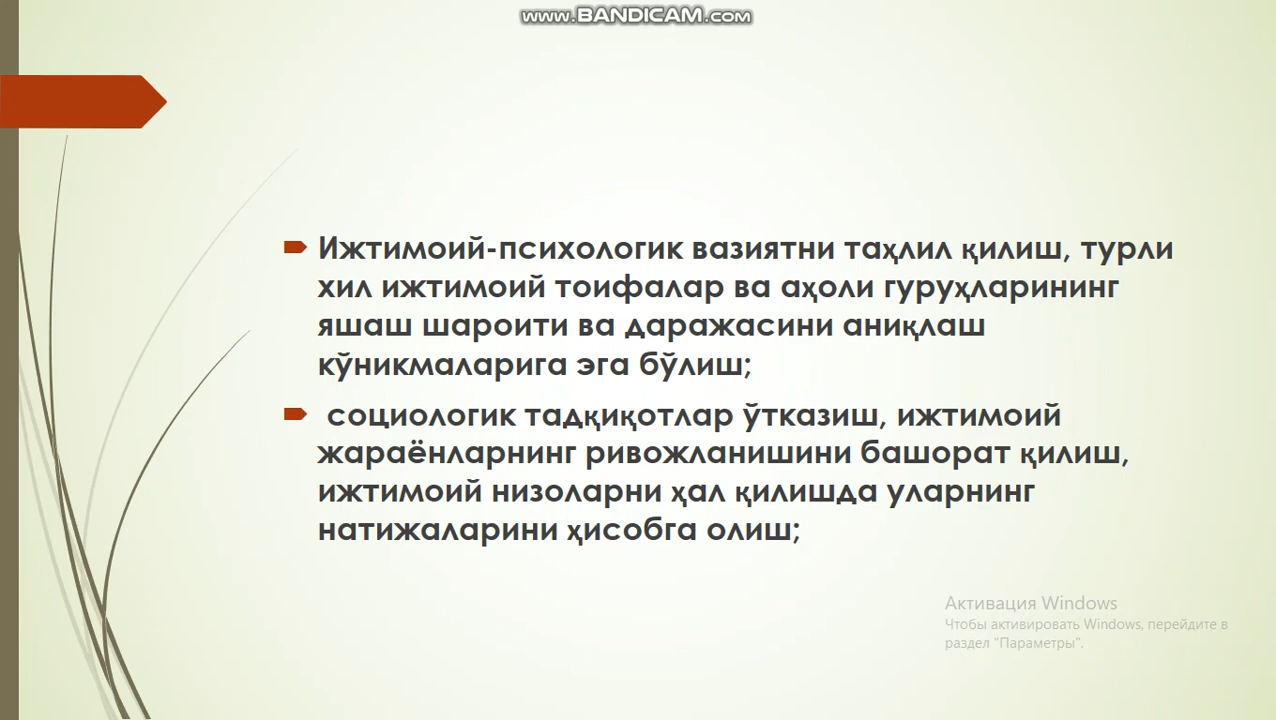 www.BANDICAM.com
Ижтимоий-психологик вазиятни таҳлил қилиш, турли
хил ижтимоий тоифалар ва аҳоли гуруҳларининг
яшаш шароити ва даражасини аниқлаш
кўникмаларига эга бўлиш;
социологик тадқиқотлар ўтказиш, ижтимоий
жараёнларнинг ривожланишини башорат қилиш,
ижтимоий низоларни ҳал қилишда уларнинг
натижаларини ҳисобга олиш;
Активация Windows
Чтобы активировать Windows, перейдите в
раздел "Параметры".